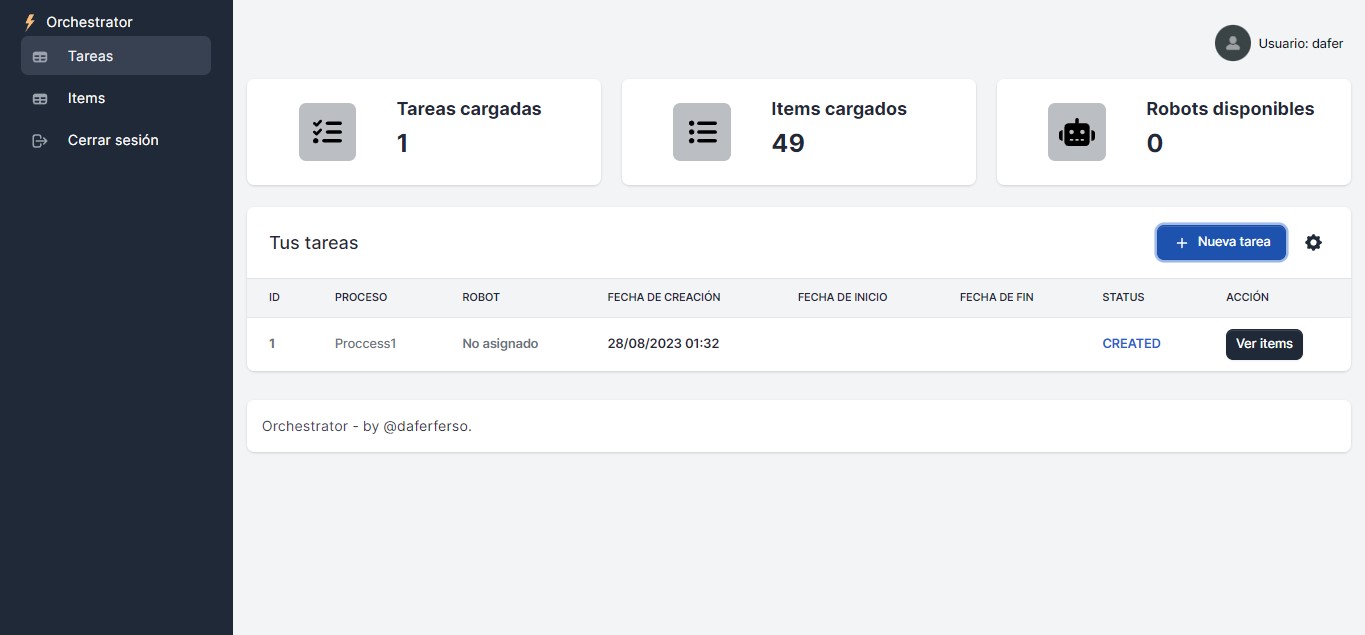 Orchestrator
Tareas
Items
Cerrar sesión
Usuario: dafer
Tareas cargadas
1
Items cargados
49
Robots disponibles
0
Tus tareas
Nueva tarea
ID PROCESO ROBOT FECHA DE CREACIÓN FECHA DE INICIO FECHA DE FIN STATUS ACCIÓN
1 Proccess1 No asignado 28/08/2023 01:32 CREATED Ver items
Orchestrator - by @daferferso.